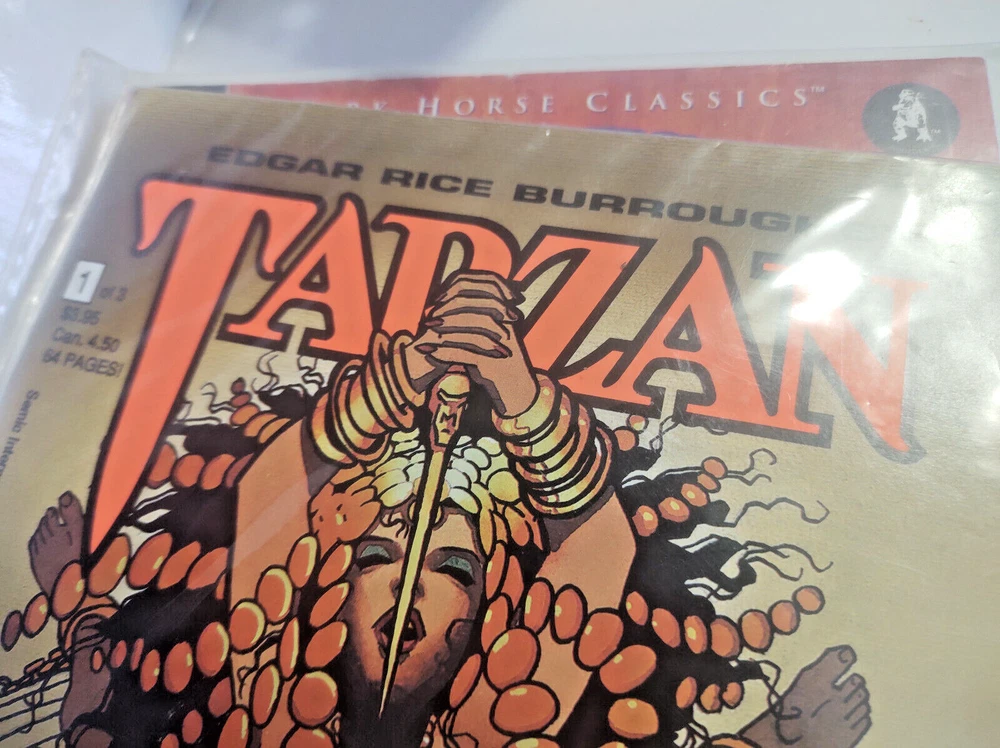 HORSE CLASSICS™
EDGAR RICE BURROUGH
TARZAN
1 of 3
$3.95
Can. 4.50
64 PAGES!